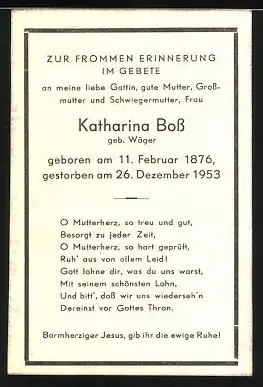 ZUR FROMMEN ERINNERUNG
IM GEBETE
an meine liebe Gattin, gute Mutter, Groß-
mutter und Schwiegermutter, Frau
Katharina Boß
geb. Wäger
geboren am 11. Februar 1876,
gestorben am 26. Dezember 1953
O Mutterherz, so treu und gut,
Besorgt zu jeder Zeit,
O Mutterherz, so hart geprüft,
Ruh' aus von ollem Leid!
Gott lohne dir, was du uns warst,
Mit seinem schönsten Lohn,
Und bitt', daß wir uns wiederseh'n
Dereinst vor Gottes Thron.
Barmherziger Jesus, gib ihr die ewige Ruhe!